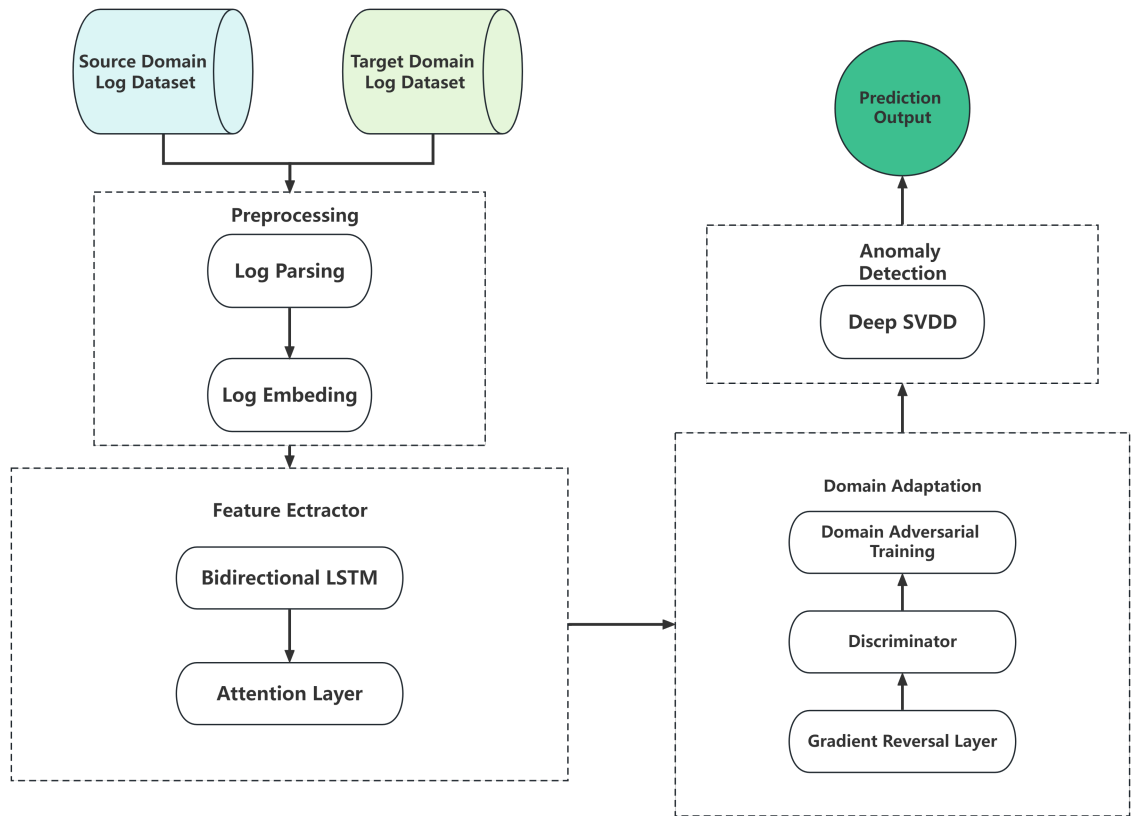 Source Domain
Log Dataset
Target Domain
Log Dataset
Preprocessing
Log Parsing
Log Embeding
Feature Ectractor
Bidirectional LSTM
Attention Layer
Prediction
Output
Anomaly
Detection
Deep SVDD
Domain Adaptation
Domain Adversarial
Training
Discriminator
Gradient Reversal Layer